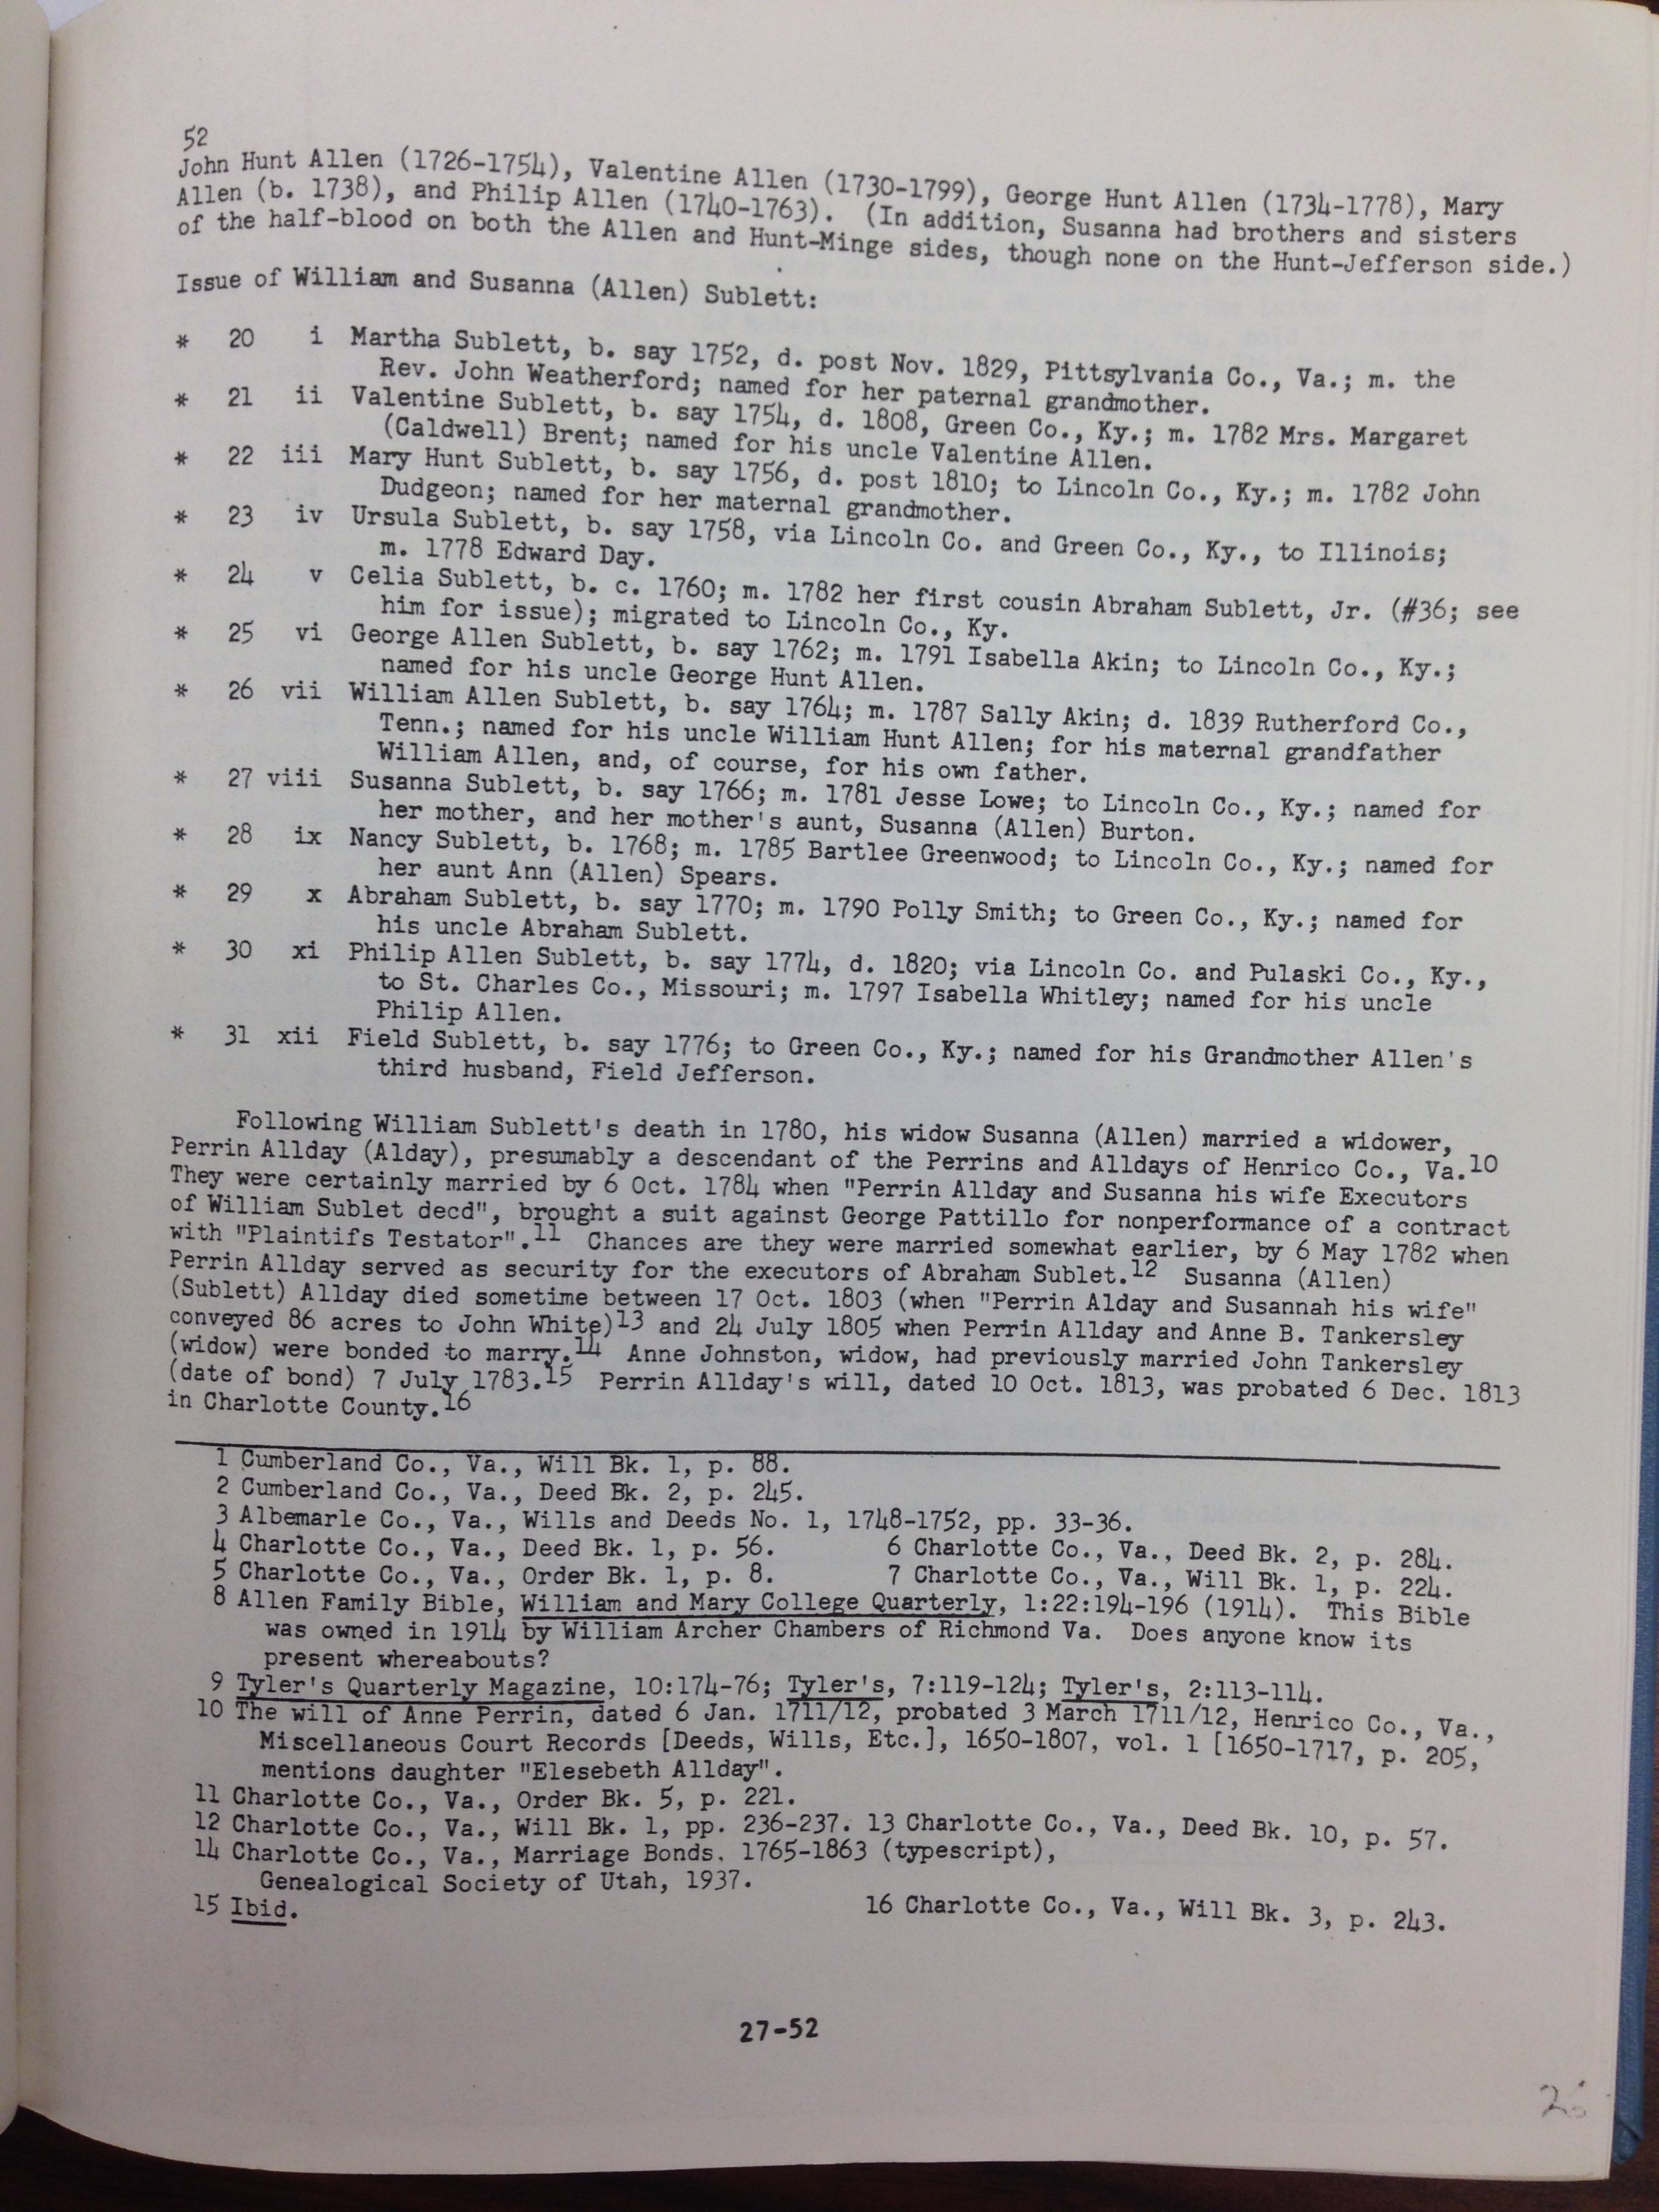 52
John Hunt Allen (1726-1754), Valentine Allen (1730-1799), George Hunt Allen (1734-1778), Mary
Allen (b. 1738), and Philip Allen (1740-1763). (In addition, Susanna had brothers and sisters
of the half-blood on both the Allen and Hunt-Minge sides, though none on the Hunt-Jefferson side.)
Issue of William and Susanna (Allen) Sublett:
* 20 i Martha Sublett, b. say 1752, d. post Nov. 1829, Pittsylvania Co., Va.; m. the
Rev. John Weatherford; named for her paternal grandmother.
* 21 ii Valentine Sublett, b. say 1754, d. 1808, Green Co., Ky.; m. 1782 Mrs. Margaret
(Caldwell) Brent; named for his uncle Valentine Allen.
* 22 iii Mary Hunt Sublett, b. say 1756, d. post 1810; to Lincoln Co., Ky.; m. 1782 John
Dudgeon; named for her maternal grandmother.
* 23 iv Ursula Sublett, b. say 1758, via Lincoln Co. and Green Co., Ky., to Illinois;
m. 1778 Edward Day.
* 24 v Celia Sublett, b. c. 1760; m. 1782 her first cousin Abraham Sublett, Jr. (#36; see
him for issue); migrated to Lincoln Co., Ky.
* 25 vi George Allen Sublett, b. say 1762; m. 1791 Isabella Akin; to Lincoln Co., Ky.;
named for his uncle George Hunt Allen.
* 26 vii William Allen Sublett, b. say 1764; m. 1787 Sally Akin; d. 1839 Rutherford Co.,
Tenn.; named for his uncle William Hunt Allen; for his maternal grandfather
William Allen, and, of course, for his own father.
* 27 viii Susanna Sublett, b. say 1766; m. 1781 Jesse Lowe; to Lincoln Co., Ky.; named for
her mother, and her mother's aunt, Susanna (Allen) Burton.
* 28 ix Nancy Sublett, b. 1768; m. 1785 Bartlee Greenwood; to Lincoln Co., Ky.; named for
her aunt Ann (Allen) Spears.
* 29 x Abraham Sublett, b. say 1770; m. 1790 Polly Smith; to Green Co., Ky.; named for
his uncle Abraham Sublett.
* 30 xi Philip Allen Sublett, b. say 1774, d. 1820; via Lincoln Co. and Pulaski Co., Ky.,
to St. Charles Co., Missouri; m. 1797 Isabella Whitley; named for his uncle
Philip Allen.
* 31 xii Field Sublett, b. say 1776; to Green Co., Ky.; named for his Grandmother Allen's
third husband, Field Jefferson.
Following William Sublett's death in 1780, his widow Susanna (Allen) married a widower,
Perrin Allday (Alday), presumably a descendant of the Perrins and Alldays of Henrico Co., Va.10
They were certainly married by 6 Oct. 1784 when "Perrin Allday and Susanna his wife Executors
of William Sublet decd", brought a suit against George Pattillo for nonperformance of a contract
with "Plaintifs Testator".11 Chances are they were married somewhat earlier, by 6 May 1782 when
Perrin Allday served as security for the executors of Abraham Sublet.12 Susanna (Allen)
(Sublett) Allday died sometime between 17 Oct. 1803 (when "Perrin Alday and Susannah his wife"
conveyed 86 acres to John White)13 and 24 July 1805 when Perrin Allday and Anne B. Tankersley
(widow) were bonded to marry.14 Anne Johnston, widow, had previously married John Tankersley
(date of bond) 7 July 1783.15 Perrin Allday's will, dated 10 Oct. 1813, was probated 6 Dec. 1813
in Charlotte County.16
1 Cumberland Co., Va., Will Bk. 1, p. 88.
2 Cumberland Co., Va., Deed Bk. 2, p. 245.
3 Albemarle Co., Va., Wills and Deeds No. 1, 1748-1752, pp. 33-36.
4 Charlotte Co., Va., Deed Bk. 1, p. 56. 6 Charlotte Co., Va., Deed Bk. 2, p. 284.
5 Charlotte Co., Va., Order Bk. 1, p. 8. 7 Charlotte Co., Va., Will Bk. 1, p. 224.
8 Allen Family Bible, William and Mary College Quarterly, 1:22:194-196 (1914). This Bible
was owned in 1914 by William Archer Chambers of Richmond Va. Does anyone know its
present whereabouts?
9 Tyler's Quarterly Magazine, 10:174-76; Tyler's, 7:119-124; Tyler's, 2:113-114.
10 The will of Anne Perrin, dated 6 Jan. 1711/12, probated 3 March 1711/12, Henrico Co., Va.,
Miscellaneous Court Records [Deeds, Wills, Etc.], 1650-1807, vol. 1 [1650-1717, p. 205,
mentions daughter "Elesebeth Allday".
11 Charlotte Co., Va., Order Bk. 5, p. 221.
12 Charlotte Co., Va., Will Bk. 1, pp. 236-237. 13 Charlotte Co., Va., Deed Bk. 10, p. 57.
14 Charlotte Co., Va., Marriage Bonds, 1765-1863 (typescript),
Genealogical Society of Utah, 1937.
15 Ibid. 16 Charlotte Co., Va., Will Bk. 3, p. 243.
27-52